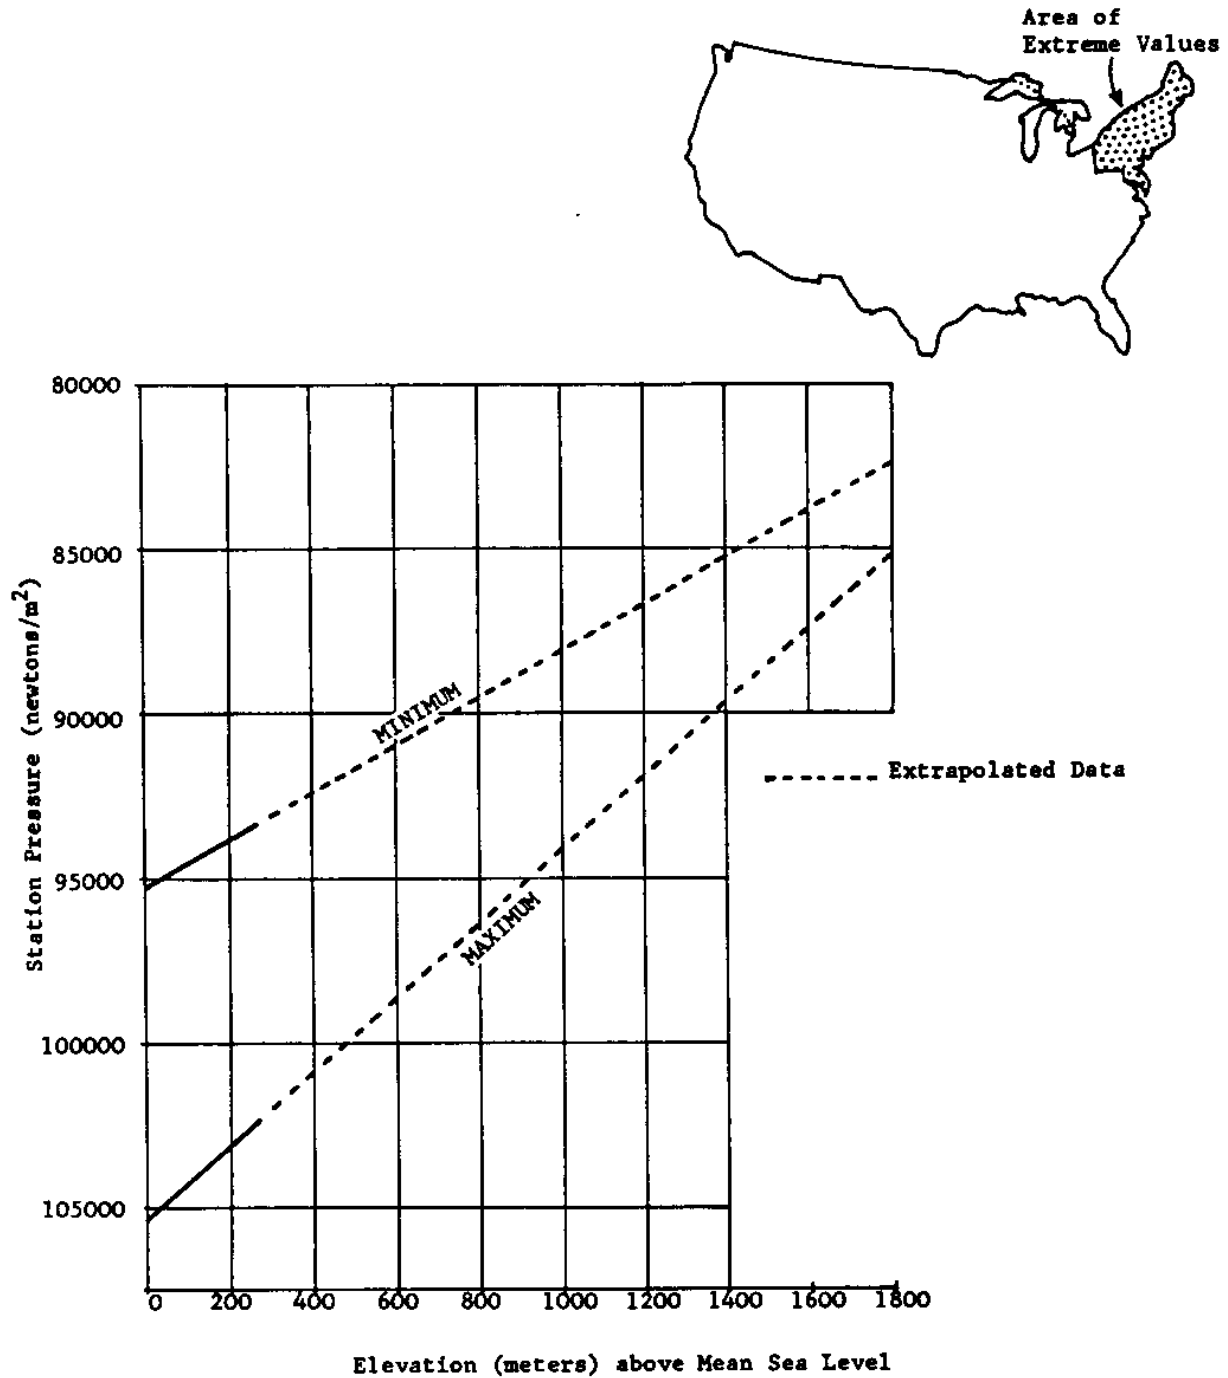 Area of
Extreme Values
80000
85000
90000
95000
100000
105000
Station Pressure (newtons/m²)
MINIMUM
MAXIMUM
Extrapolated Data
0 200 400 600 800 1000 1200 1400 1600 1800
Elevation (meters) above Mean Sea Level